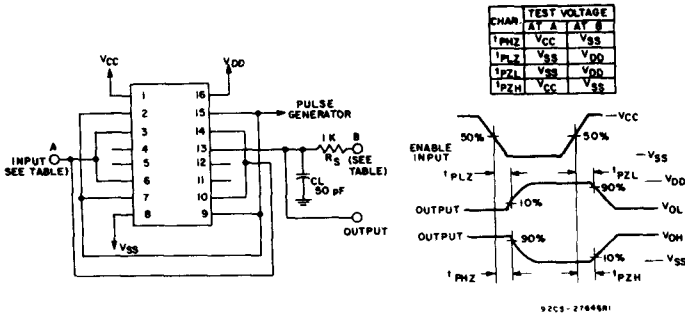 CHAR. TEST VOLTAGE
AT A AT B
tPHZ VCC VSS
tPLZ VSS VDD
tPZL VSS VDD
tPZH VCC VSS
VCC VDD
1 16
2 15
3 14
4 13
5 12
6 11
7 10
8 9
A
INPUT
(SEE TABLE)
VSS
PULSE
GENERATOR
1 K
RS
B
(SEE
TABLE)
CL
50 pF
OUTPUT
ENABLE
INPUT
50% 50%
VCC
VSS
tPLZ tPZL
VDD
OUTPUT
10% 90%
VOL
OUTPUT
90% 10%
VOH
VSS
tPHZ tPZH
92CS-27646R1